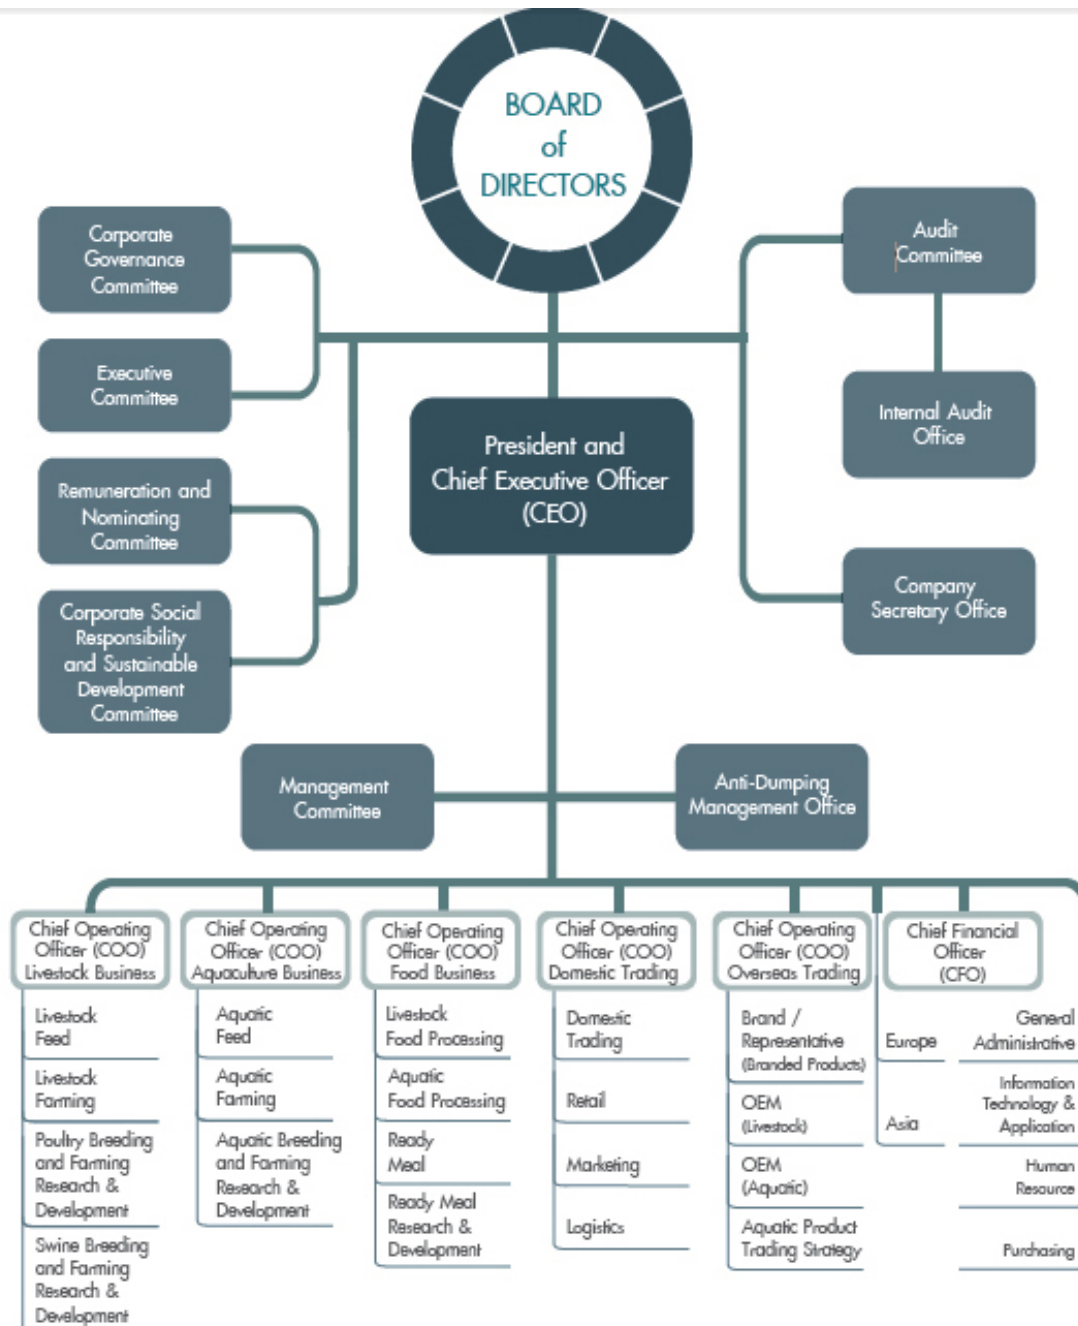 BOARD
of
DIRECTORS
Corporate
Governance
Committee
Audit
Committee
Executive
Committee
Internal Audit
Office
President and
Chief Executive Officer
(CEO)
Remuneration and
Nominating
Committee
Company
Secretary Office
Corporate Social
Responsibility
and Sustainable
Development
Committee
Management
Committee
Anti-Dumping
Management Office
Chief Operating
Officer (COO)
Livestock Business
Livestock
Feed
Livestock
Farming
Poultry Breeding
and Farming
Research &
Development
Swine Breeding
and Farming
Research &
Development
Chief Operating
Officer (COO)
Aquaculture Business
Aquatic
Feed
Aquatic
Farming
Aquatic Breeding
and Farming
Research &
Development
Chief Operating
Officer (COO)
Food Business
Livestock
Food Processing
Aquatic
Food Processing
Ready
Meal
Ready Meal
Research &
Development
Chief Operating
Officer (COO)
Domestic Trading
Domestic
Trading
Retail
Marketing
Logistics
Chief Operating
Officer (COO)
Overseas Trading
Brand /
Representative
(Branded Products)
OEM
(Livestock)
OEM
(Aquatic)
Aquatic Product
Trading Strategy
Europe
Asia
Chief Financial
Officer
(CFO)
General
Administrative
Information
Technology &
Application
Human
Resource
Purchasing